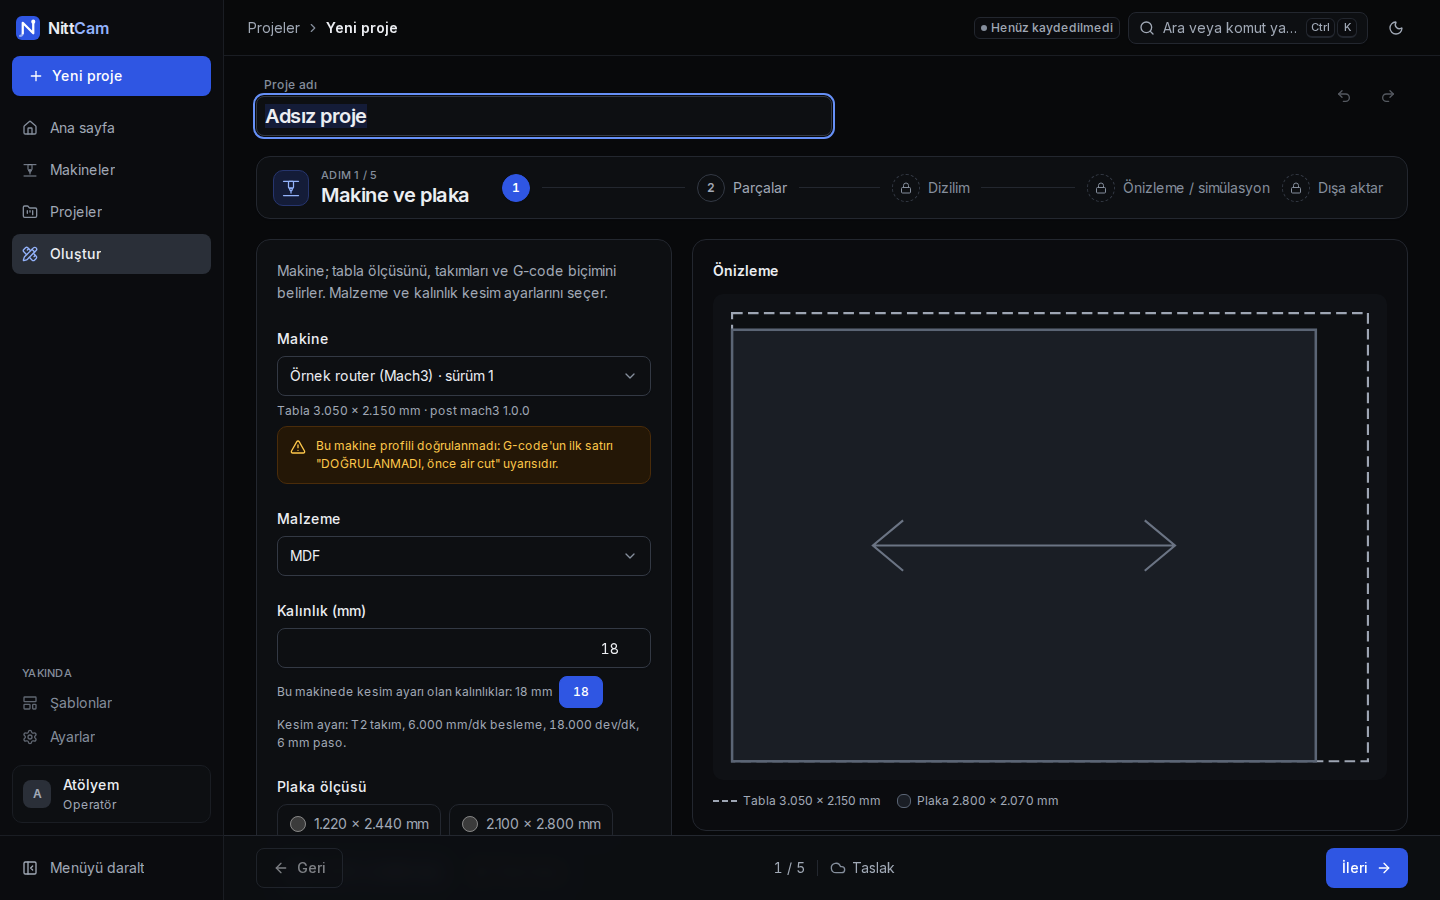 NittCam
Projeler > Yeni proje
Henüz kaydedilmedi
Ara veya komut ya... Ctrl K
Yeni proje
Ana sayfa
Makineler
Projeler
Oluştur
Proje adı
Adsız proje
ADIM 1 / 5
Makine ve plaka
1
2 Parçalar
Dizilim
Önizleme / simülasyon
Dışa aktar
Makine; tabla ölçüsünü, takımları ve G-code biçimini
belirler. Malzeme ve kalınlık kesim ayarlarını seçer.
Makine
Örnek router (Mach3) · sürüm 1
Tabla 3.050 × 2.150 mm · post mach3 1.0.0
Bu makine profili doğrulanmadı: G-code'un ilk satırı
"DOĞRULANMADI, önce air cut" uyarısıdır.
Malzeme
MDF
Kalınlık (mm)
18
Bu makinede kesim ayarı olan kalınlıklar: 18 mm 18
Kesim ayarı: T2 takım, 6.000 mm/dk besleme, 18.000 dev/dk,
6 mm paso.
Plaka ölçüsü
1.220 × 2.440 mm
2.100 × 2.800 mm
Önizleme
Tabla 3.050 × 2.150 mm
Plaka 2.800 × 2.070 mm
YAKINDA
Şablonlar
Ayarlar
A
Atölyem
Operatör
Menüyü daralt
Geri
1 / 5
Taslak
İleri